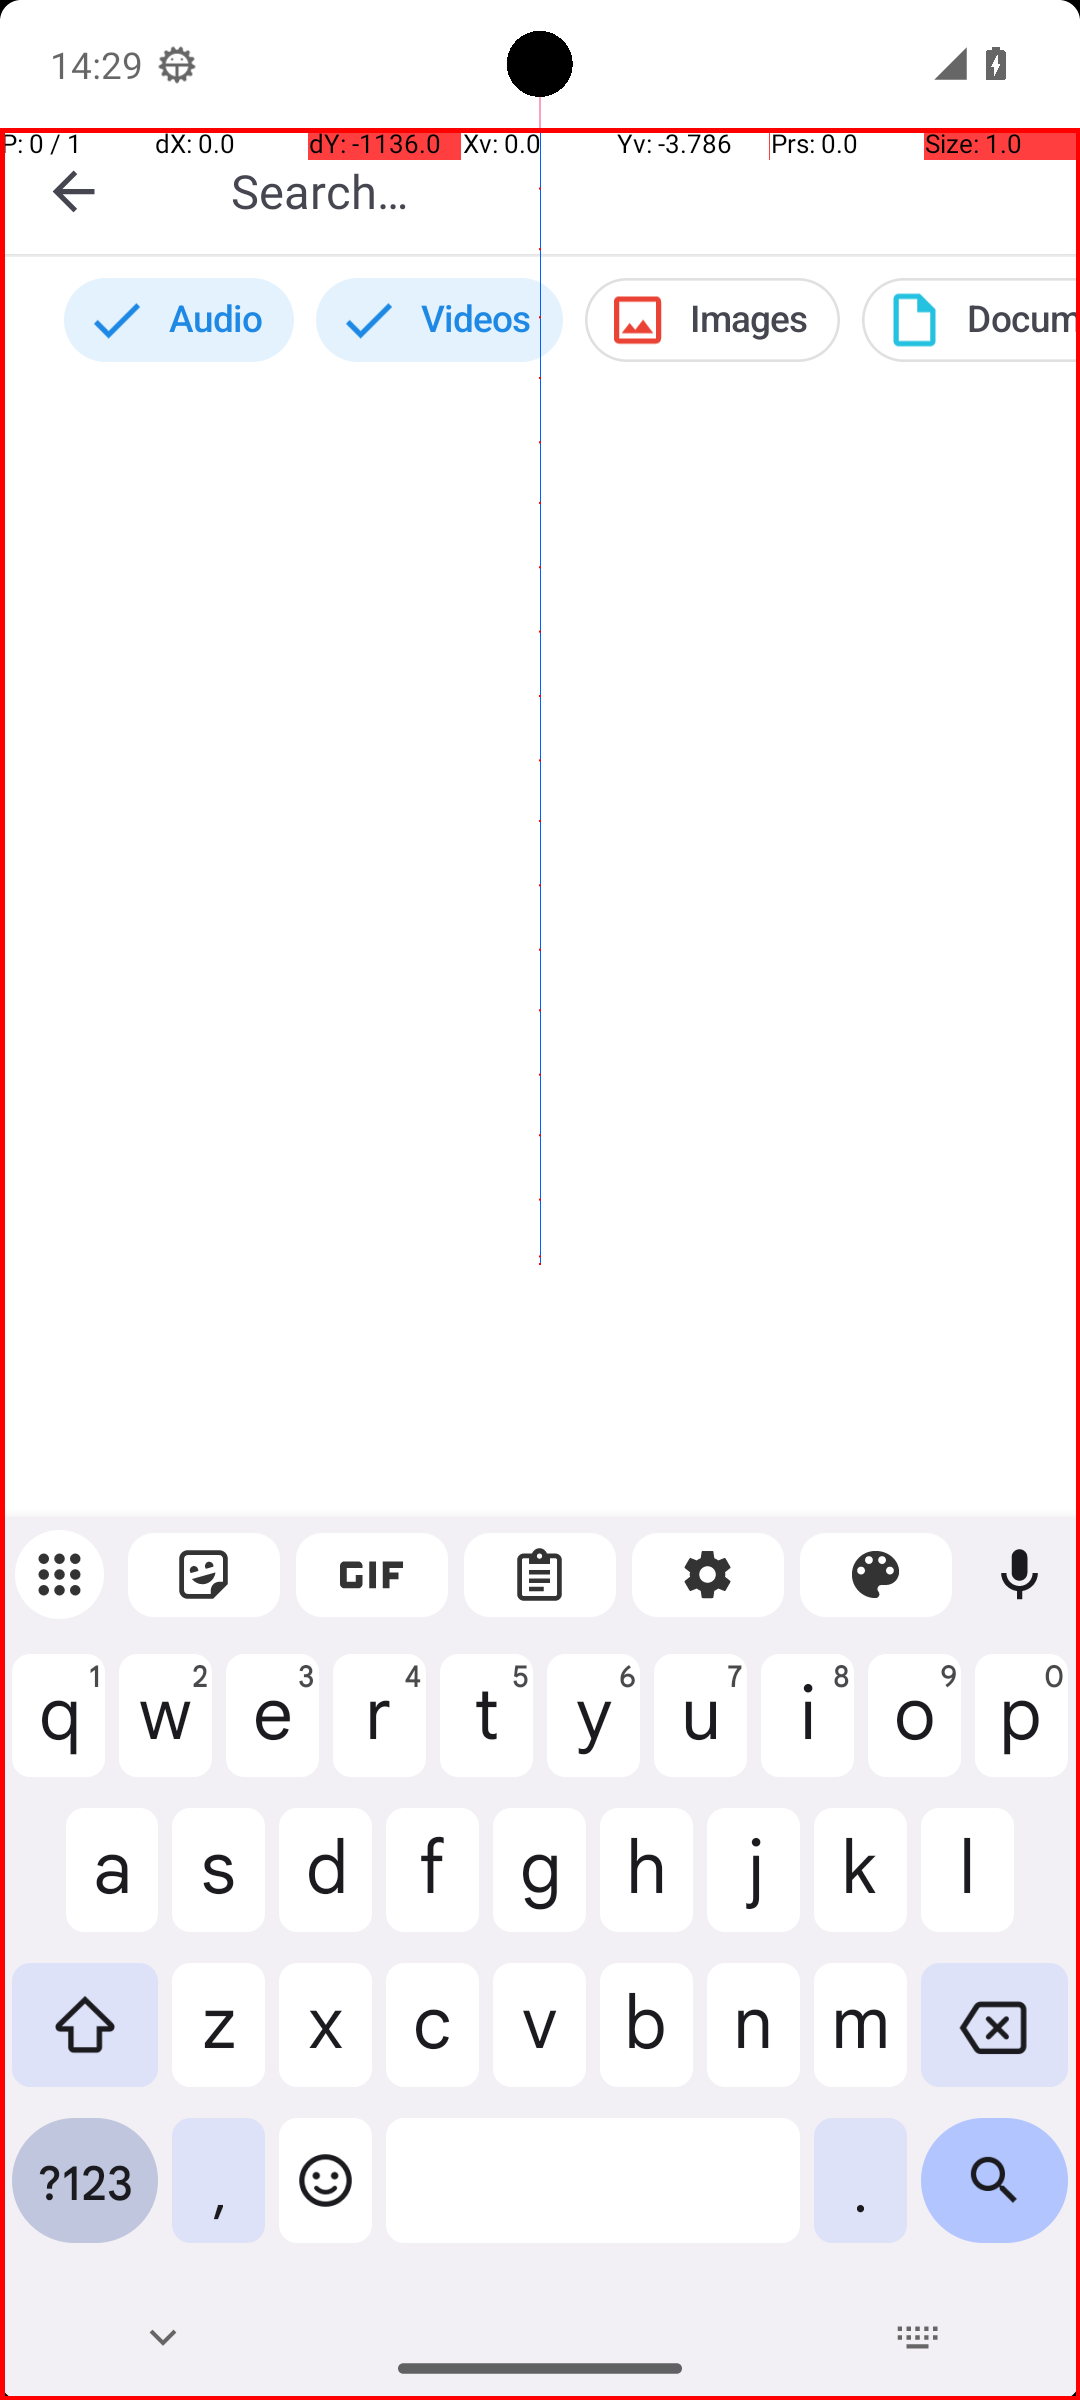 14:29
P: 0 / 1 dX: 0.0 dY: -1136.0 Xv: 0.0 Yv: -3.786 Prs: 0.0 Size: 1.0
Search…
Audio Videos Images Docum
GIF
q 1 w 2 e 3 r 4 t 5 y 6 u 7 i 8 o 9 p 0
a s d f g h j k l
z x c v b n m
?123 , .